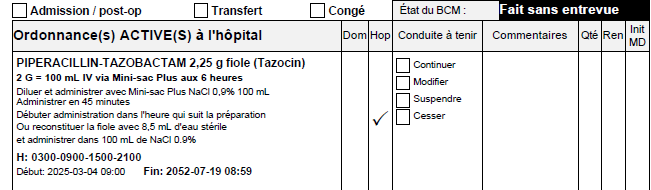 Admission / post-op Transfert Congé État du BCM : Fait sans entrevue
Ordonnance(s) ACTIVE(S) à l'hôpital Dom Hop Conduite à tenir Commentaires Qté Ren Init MD
PIPERACILLIN-TAZOBACTAM 2,25 g fiole (Tazocin)
2 G = 100 mL IV via Mini-sac Plus aux 6 heures
Diluer et administrer avec Mini-sac Plus NaCl 0,9% 100 mL
Administrer en 45 minutes
Débuter administration dans l'heure qui suit la préparation
Ou reconstituer la fiole avec 8,5 mL d'eau stérile
et administrer dans 100 mL de NaCl 0.9%
H: 0300-0900-1500-2100
Début: 2025-03-04 09:00 Fin: 2052-07-19 08:59
Continuer
Modifier
Suspendre
Cesser